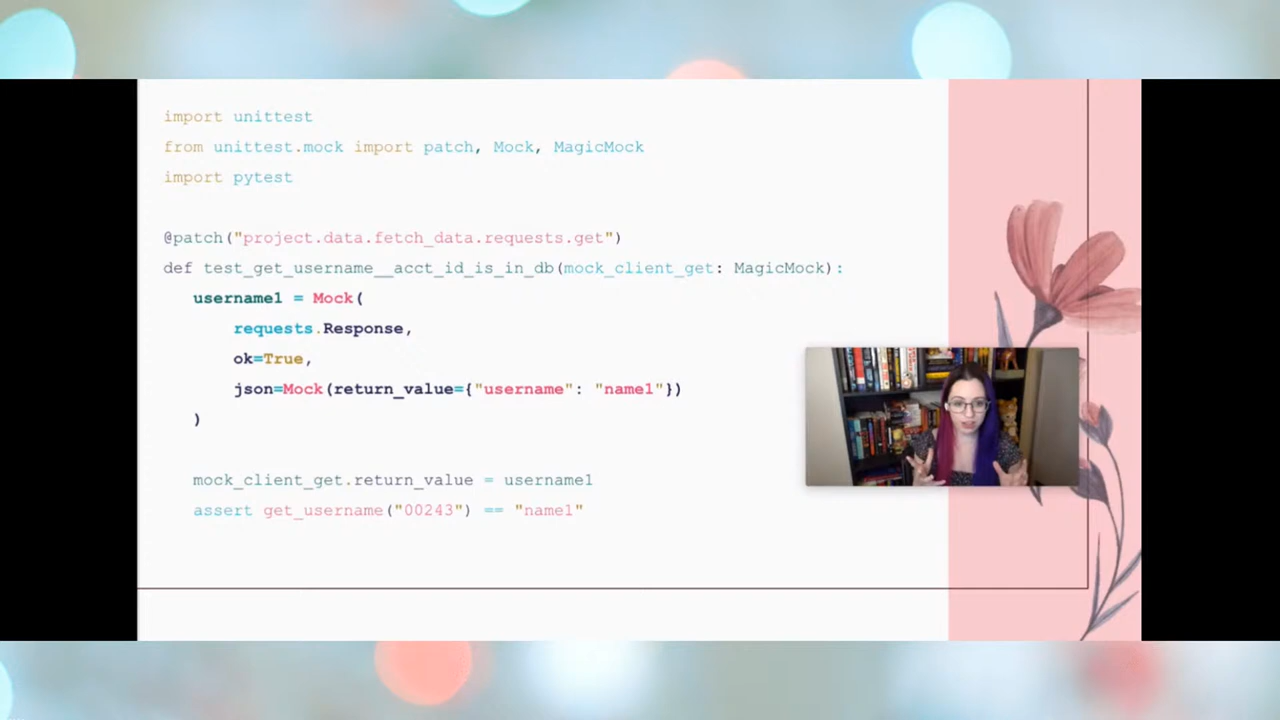 import unittest
from unittest.mock import patch, Mock, MagicMock
import pytest
@patch("project.data.fetch_data.requests.get")
def test_get_username__acct_id_is_in_db(mock_client_get: MagicMock):
username1 = Mock(
requests.Response,
ok=True,
json=Mock(return_value={"username": "name1"})
)
mock_client_get.return_value = username1
assert get_username("00243") == "name1"